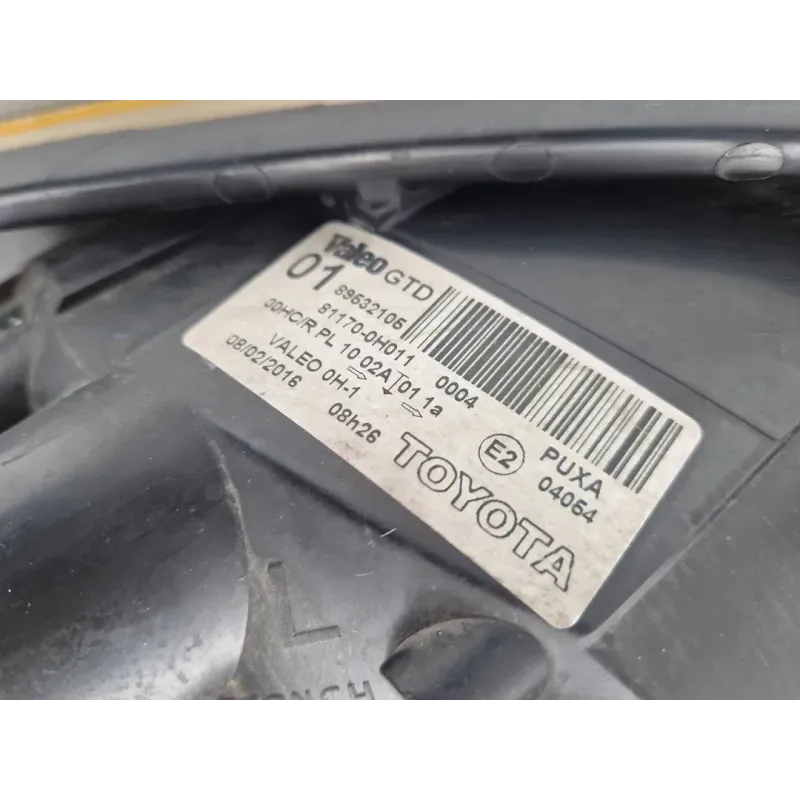 Valeo GTD
01 89632105
81170-0H011 0004
00HC/R PL 10 02A 01 1a
VALEO 0H-1
08/02/2016 08h26
E2 PUXA
04064
TOYOTA
L